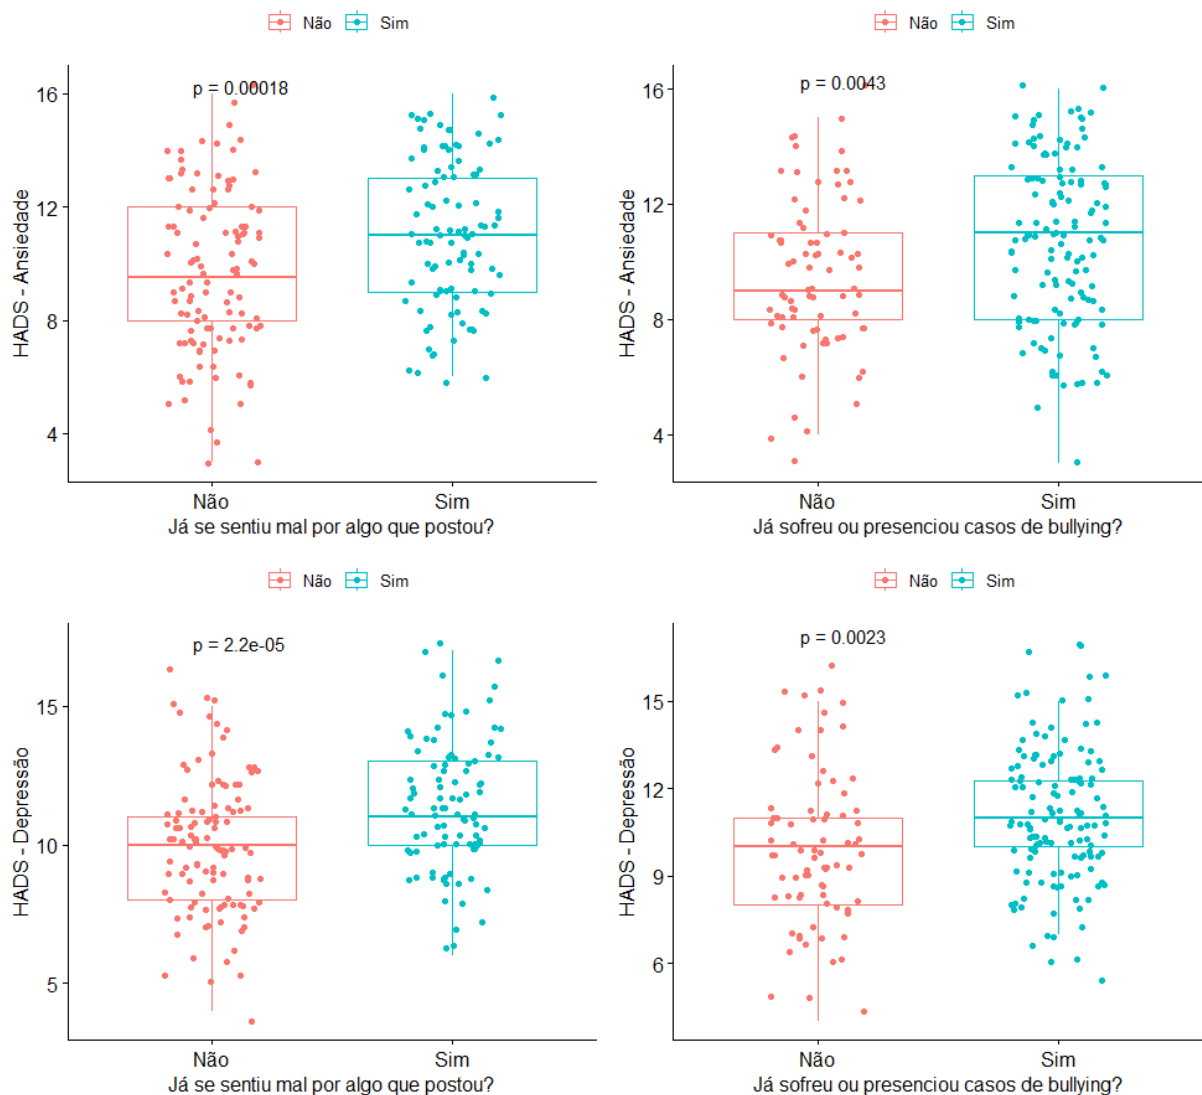 Não Sim
p = 0.00018
16
12
8
4
HADS - Ansiedade
Não Sim
Já se sentiu mal por algo que postou?
Não Sim
p = 0.0043
16
12
8
4
HADS - Ansiedade
Não Sim
Já sofreu ou presenciou casos de bullying?
Não Sim
p = 2.2e-05
15
10
5
HADS - Depressão
Não Sim
Já se sentiu mal por algo que postou?
Não Sim
p = 0.0023
15
12
9
6
HADS - Depressão
Não Sim
Já sofreu ou presenciou casos de bullying?